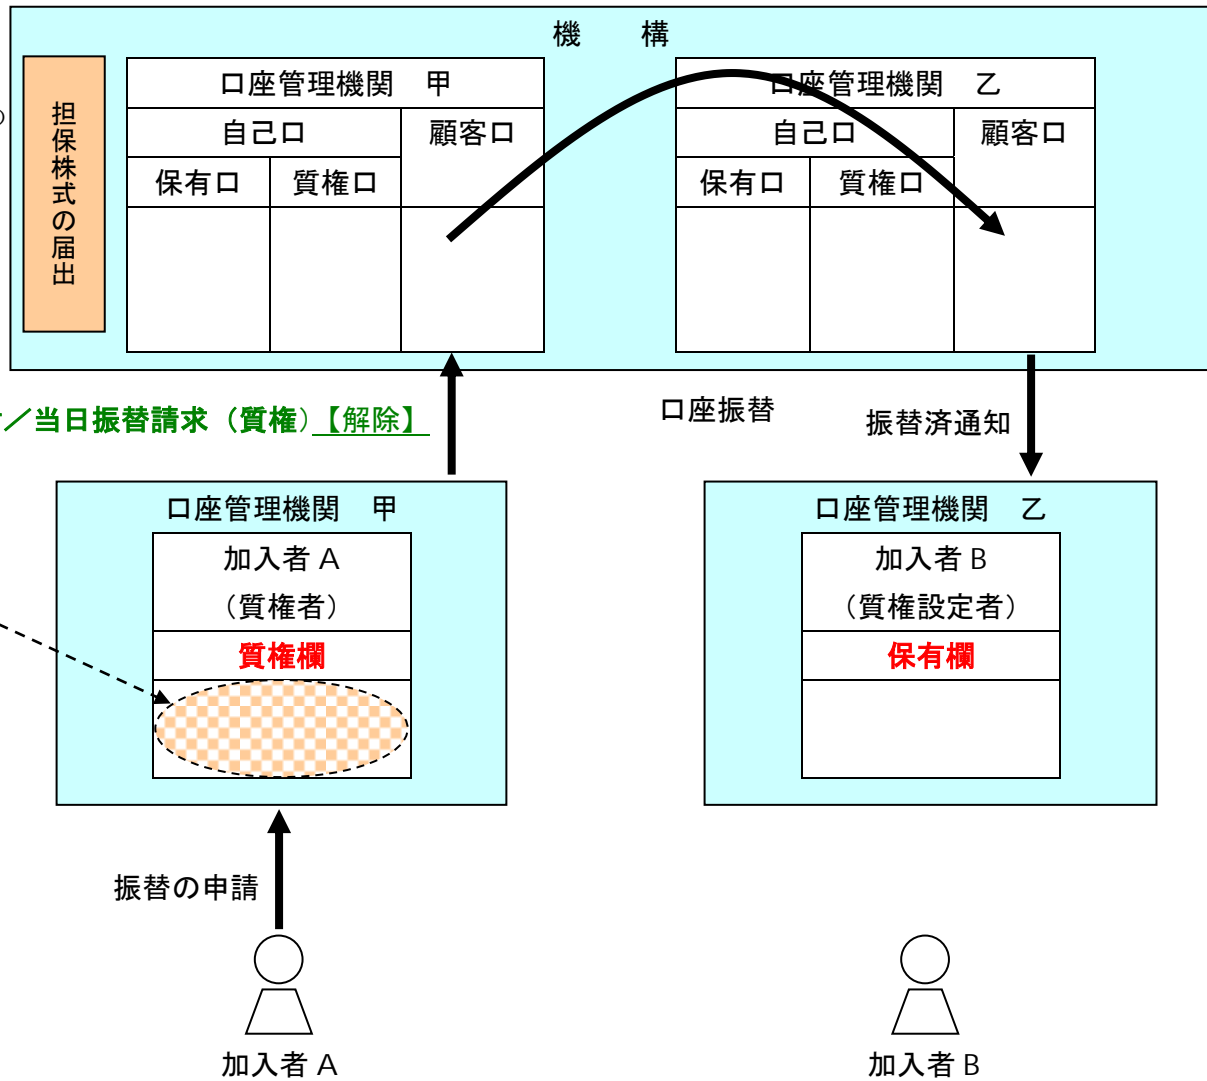 機　構
担保株式の届出
口座管理機関　甲
自己口
顧客口
保有口
質権口
口座管理機関　乙
自己口
顧客口
保有口
質権口
／当日振替請求（質権）【解除】
口座振替
振替済通知
口座管理機関　甲
加入者 A
（質権者）
質権欄
口座管理機関　乙
加入者 B
（質権設定者）
保有欄
振替の申請
加入者 A
加入者 B